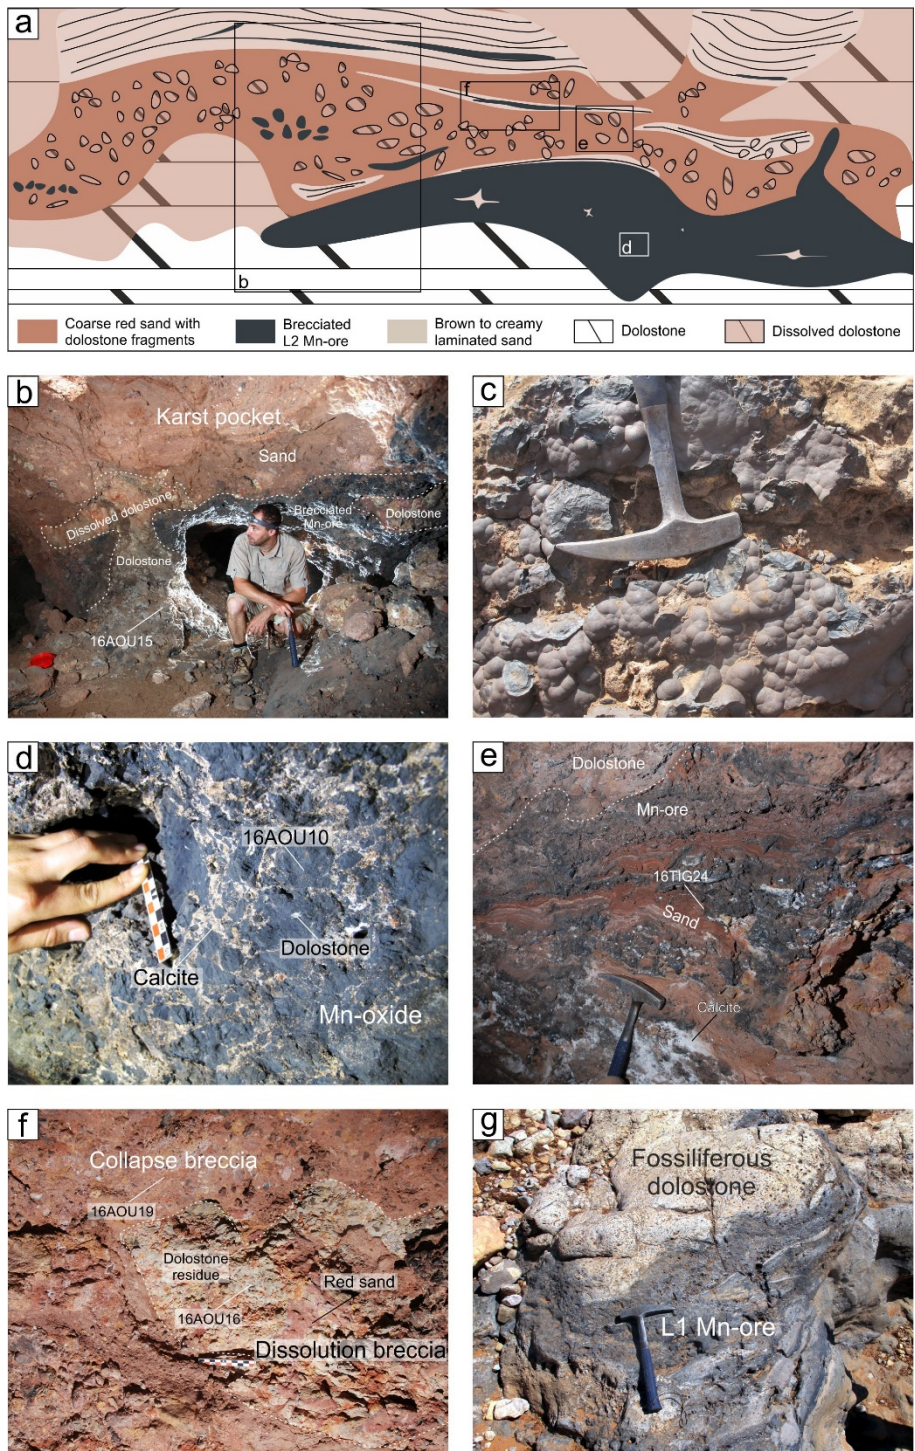 a
f
e
d
b
Coarse red sand with
dolostone fragments
Brecciated
L2 Mn-ore
Brown to creamy
laminated sand
Dolostone
Dissolved dolostone
b
Karst pocket
Sand
Dissolved dolostone
Brecciated
Mn-ore
Dolostone
Dolostone
16AOU15
c
d
16AOU10
Dolostone
Calcite
Mn-oxide
e
Dolostone
Mn-ore
16TIG24
Sand
Calcite
f
Collapse breccia
16AOU19
Dolostone
residue
Red sand
16AOU16
Dissolution breccia
g
Fossiliferous
dolostone
L1 Mn-ore